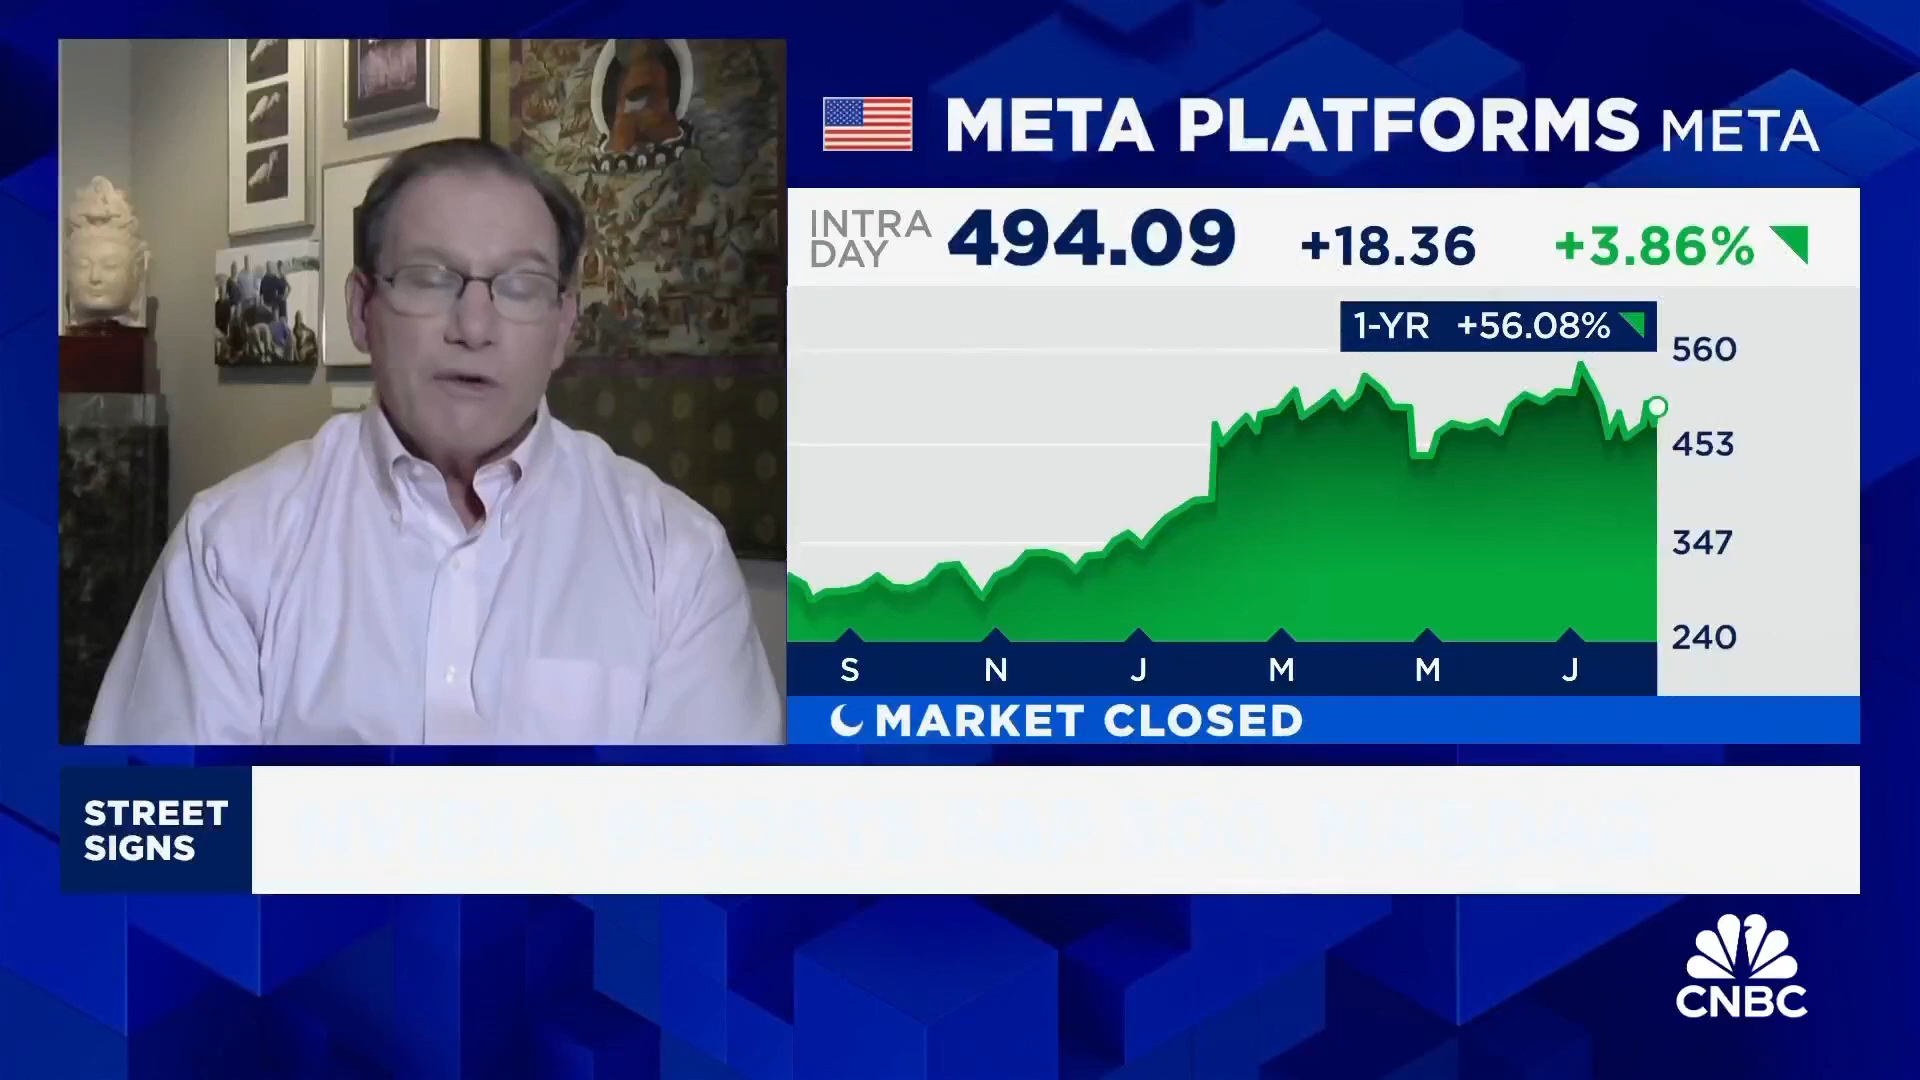 META PLATFORMS META
INTRA
DAY
494.09 +18.36 +3.86%
1-YR +56.08%
560
453
347
240
S N J M M J
MARKET CLOSED
STREET
SIGNS
CNBC